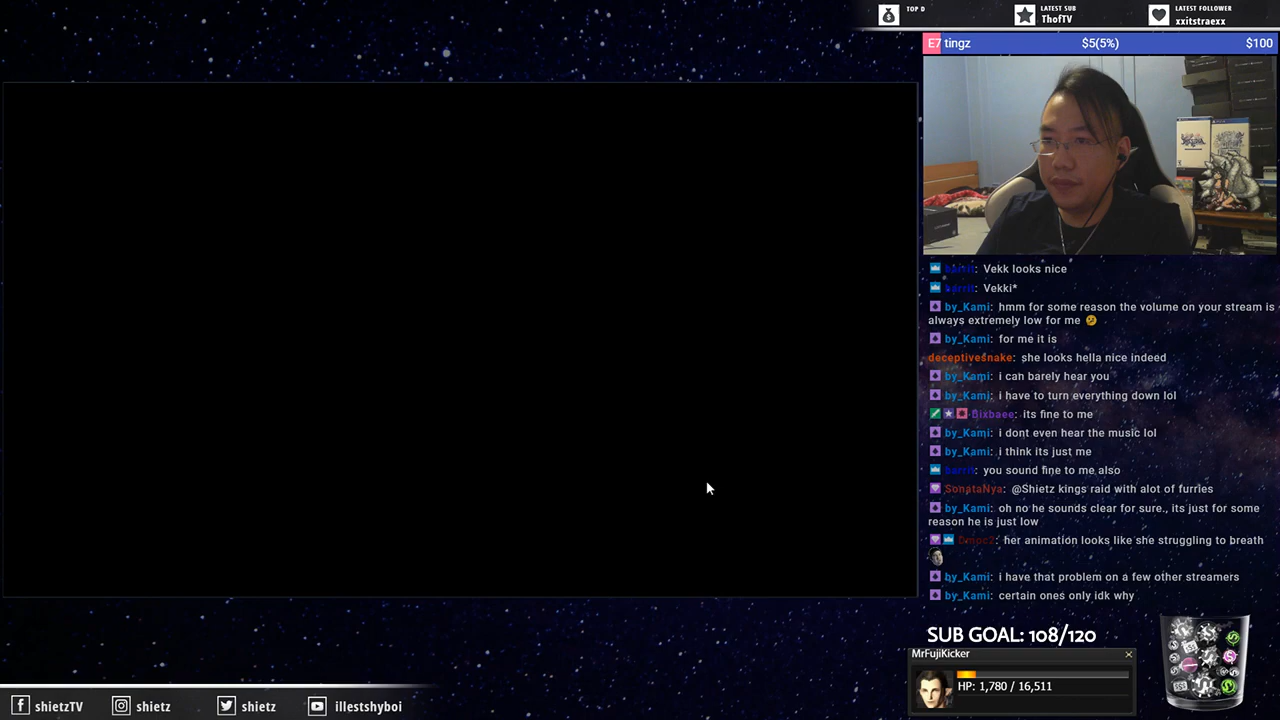 TOP D
LATEST SUB
ThofTV
LATEST FOLLOWER
xxitstraexx
E7 tingz $5(5%) $100
barrit: Vekk looks nice
barrit: Vekki*
by_Kami: hmm for some reason the volume on your stream is
always extremely low for me
by_Kami: for me it is
deceptivesnake: she looks hella nice indeed
by_Kami: i can barely hear you
by_Kami: i have to turn everything down lol
Bixbaee: its fine to me
by_Kami: i dont even hear the music lol
by_Kami: i think its just me
barrit: you sound fine to me also
SonataNya: @Shietz kings raid with alot of furries
by_Kami: oh no he sounds clear for sure., its just for some
reason he is just low
Dmoc2: her animation looks like she struggling to breath
by_Kami: i have that problem on a few other streamers
by_Kami: certain ones only idk why
SUB GOAL: 108/120
MrFujiKicker
HP: 1,780 / 16,511
shietzTV shietz shietz illestshyboi